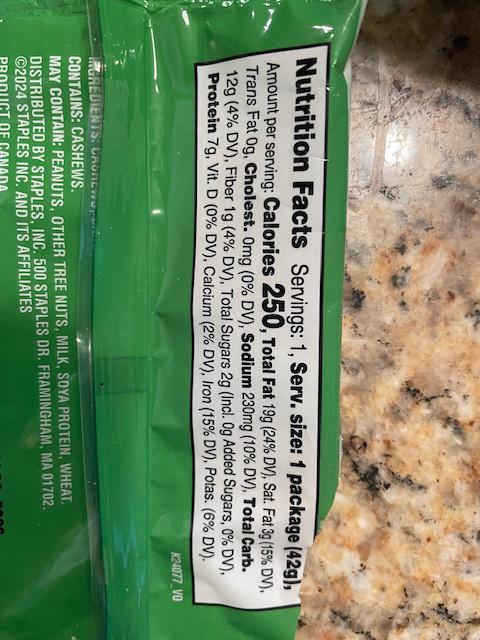 Nutrition Facts Servings: 1, Serv. size: 1 package (42g),
Amount per serving: Calories 250, Total Fat 19g (24% DV), Sat. Fat 3g (15% DV),
Trans Fat 0g, Cholest. 0mg (0% DV), Sodium 230mg (10% DV), Total Carb.
12g (4% DV), Fiber 1g (4% DV), Total Sugars 2g (Incl. 0g Added Sugars, 0% DV),
Protein 7g, Vit. D (0% DV), Calcium (2% DV), Iron (15% DV), Potas. (6% DV).
K24077_V0
INGREDIENTS: CASHEWS,
CONTAINS: CASHEWS.
MAY CONTAIN: PEANUTS, OTHER TREE NUTS, MILK, SOYA PROTEIN, WHEAT.
DISTRIBUTED BY STAPLES, INC. 500 STAPLES DR. FRAMINGHAM, MA 01702.
©2024 STAPLES INC. AND ITS AFFILIATES
PRODUCT OF CANADA